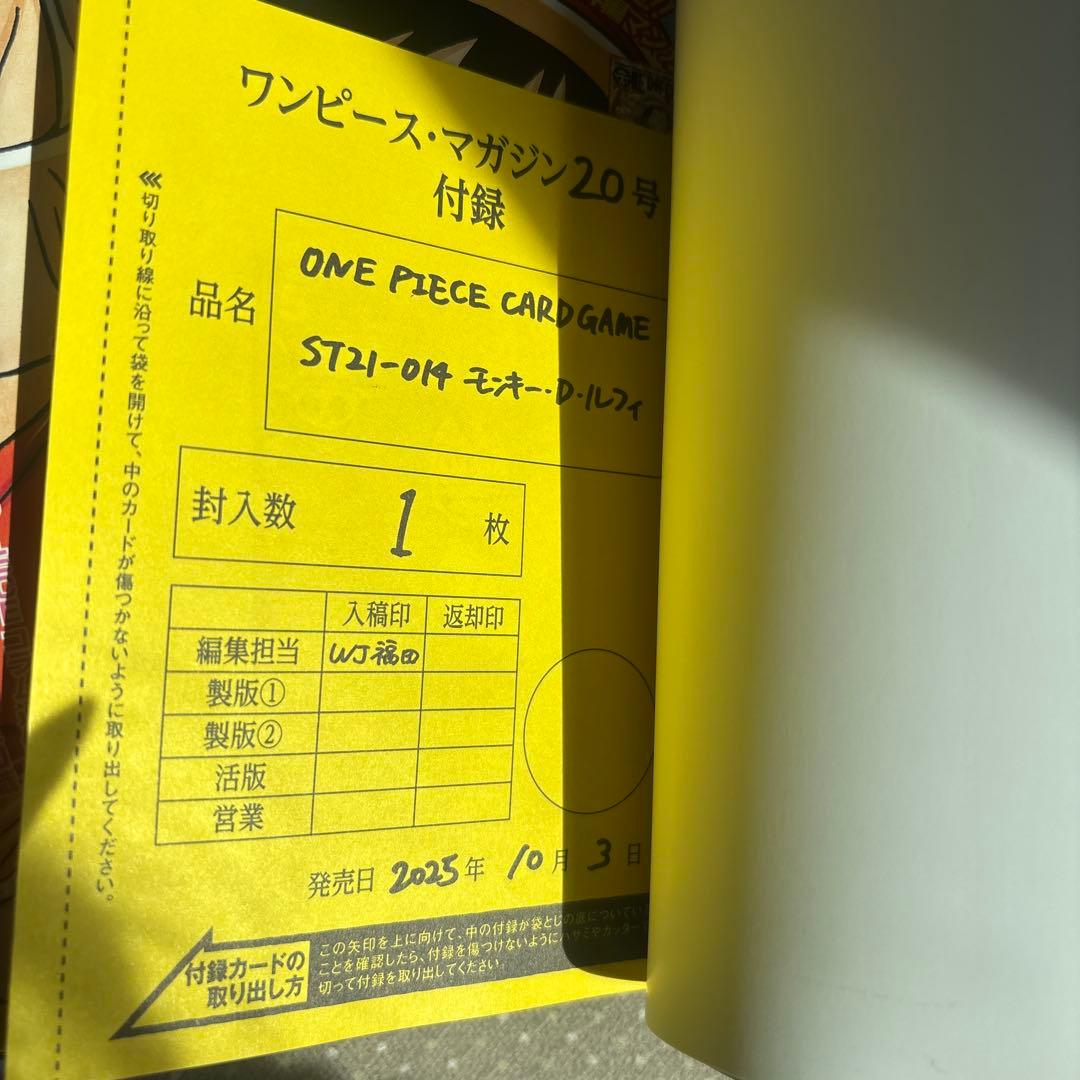 ワンピース・マガジン20号
付録
品名
ONE PIECE CARD GAME
ST21-014 モンキー・D・ルフィ
封入数 1 枚
入稿印 返却印
編集担当 WJ福田
製版①
製版②
活版
営業
発売日 2025年 10月 3日
付録カードの
取り出し方
この矢印を上に向けて、中の付録が袋とじの底についてい
ことを確認したら、付録を傷つけないようにハサミやカッター
切って付録を取り出してください
切り取り線に沿って袋を開けて、中のカードが傷つかないように取り出してください。